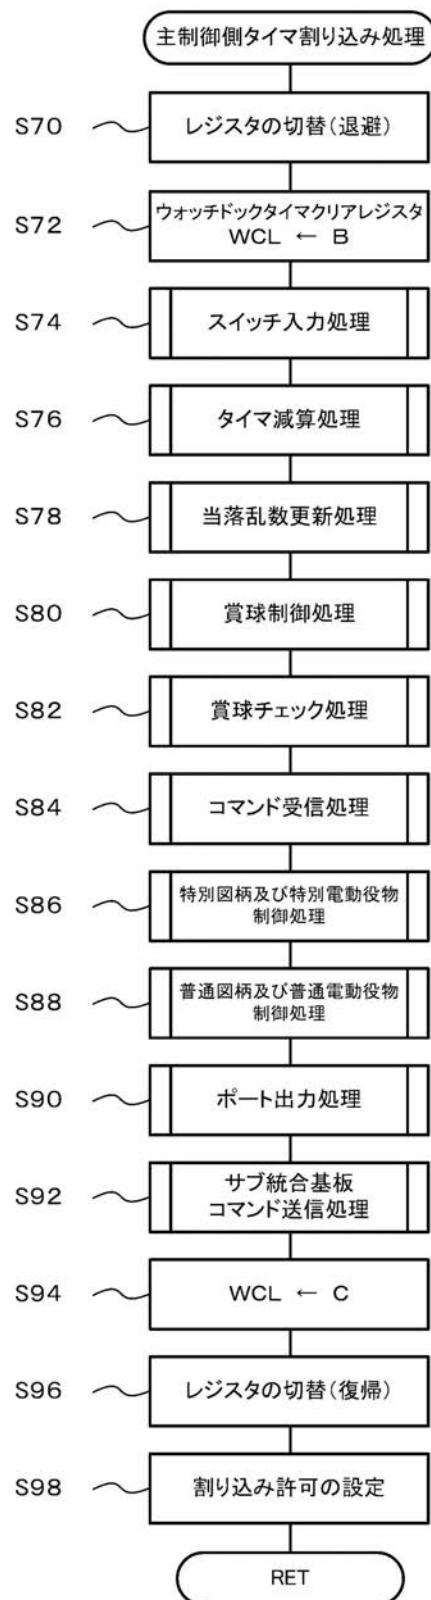 主制御側タイマ割り込み処理
S70
レジスタの切替(退避)
S72
ウォッチドックタイマクリアレジスタ
WCL ← B
S74
スイッチ入力処理
S76
タイマ減算処理
S78
当落乱数更新処理
S80
賞球制御処理
S82
賞球チェック処理
S84
コマンド受信処理
S86
特別図柄及び特別電動役物
制御処理
S88
普通図柄及び普通電動役物
制御処理
S90
ポート出力処理
S92
サブ統合基板
コマンド送信処理
S94
WCL ← C
S96
レジスタの切替(復帰)
S98
割り込み許可の設定
RET